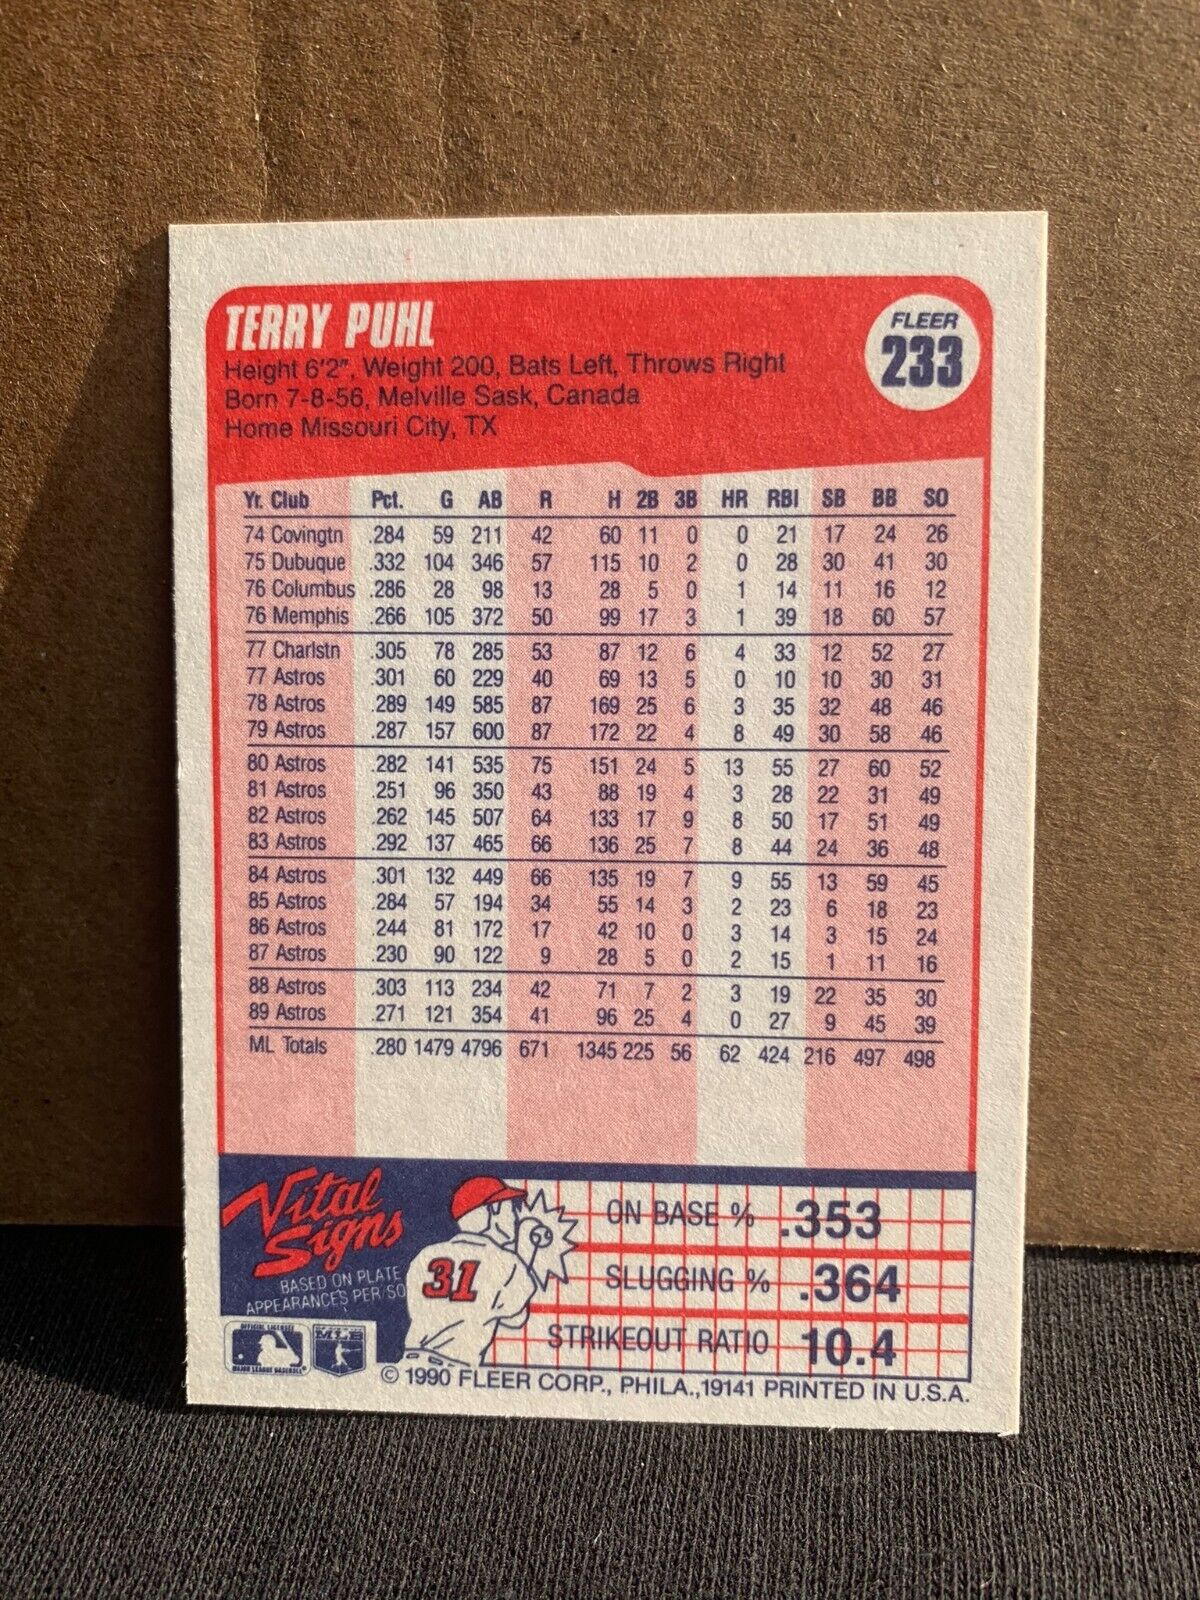 TERRY PUHL
FLEER
233
Height 6'2", Weight 200, Bats Left, Throws Right
Born 7-8-56, Melville Sask, Canada
Home Missouri City, TX
Yr. Club Pct. G AB R H 2B 3B HR RBI SB BB SO
74 Covingtn .284 59 211 42 60 11 0 0 21 17 24 26
75 Dubuque .332 104 346 57 115 10 2 0 28 30 41 30
76 Columbus .286 28 98 13 28 5 0 1 14 11 16 12
76 Memphis .266 105 372 50 99 17 3 1 39 18 60 57
77 Charlstn .305 78 285 53 87 12 6 4 33 12 52 27
77 Astros .301 60 229 40 69 13 5 0 10 10 30 31
78 Astros .289 149 585 87 169 25 6 3 35 32 48 46
79 Astros .287 157 600 87 172 22 4 8 49 30 58 46
80 Astros .282 141 535 75 151 24 5 13 55 27 60 52
81 Astros .251 96 350 43 88 19 4 3 28 22 31 49
82 Astros .262 145 507 64 133 17 9 8 50 17 51 49
83 Astros .292 137 465 66 136 25 7 8 44 24 36 48
84 Astros .301 132 449 66 135 19 7 9 55 13 59 45
85 Astros .284 57 194 34 55 14 3 2 23 6 18 23
86 Astros .244 81 172 17 42 10 0 3 14 3 15 24
87 Astros .230 90 122 9 28 5 0 2 15 1 11 16
88 Astros .303 113 234 42 71 7 2 3 19 22 35 30
89 Astros .271 121 354 41 96 25 4 0 27 9 45 39
ML Totals .280 1479 4796 671 1345 225 56 62 424 216 497 498
Vital
Signs
BASED ON PLATE
APPEARANCES PER/SO
31
ON BASE % .353
SLUGGING % .364
STRIKEOUT RATIO 10.4
OFFICIAL LICENSEE
MAJOR LEAGUE BASEBALL
MLB
© 1990 FLEER CORP., PHILA., 19141 PRINTED IN U.S.A.